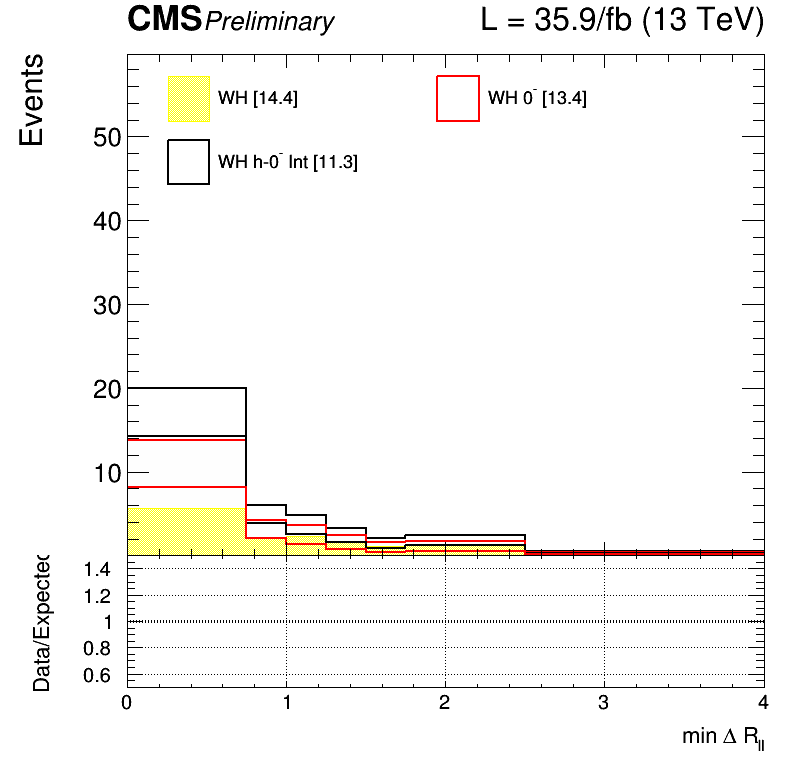 CMS Preliminary L = 35.9/fb (13 TeV)
Events
WH [14.4] WH 0⁻ [13.4]
WH h-0⁻ Int [11.3]
50
40
30
20
10
Data/Expected
1.4
1.2
1
0.8
0.6
0 1 2 3 4
min Δ R_ll